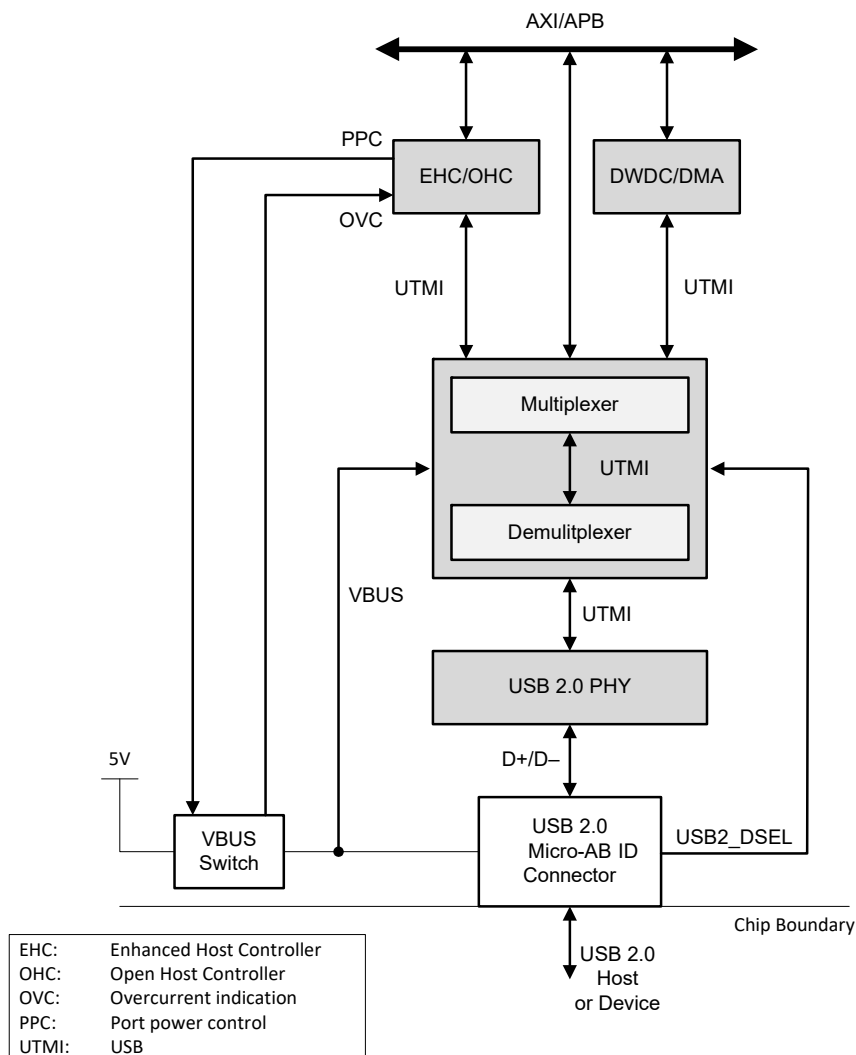 AXI/APB
PPC
EHC/OHC
DWDC/DMA
OVC
UTMI
UTMI
Multiplexer
UTMI
Demulitplexer
VBUS
UTMI
USB 2.0 PHY
5V
D+/D–
VBUS
Switch
USB 2.0
Micro-AB ID
Connector
USB2_DSEL
Chip Boundary
USB 2.0
Host
or Device
EHC: Enhanced Host Controller
OHC: Open Host Controller
OVC: Overcurrent indication
PPC: Port power control
UTMI: USB